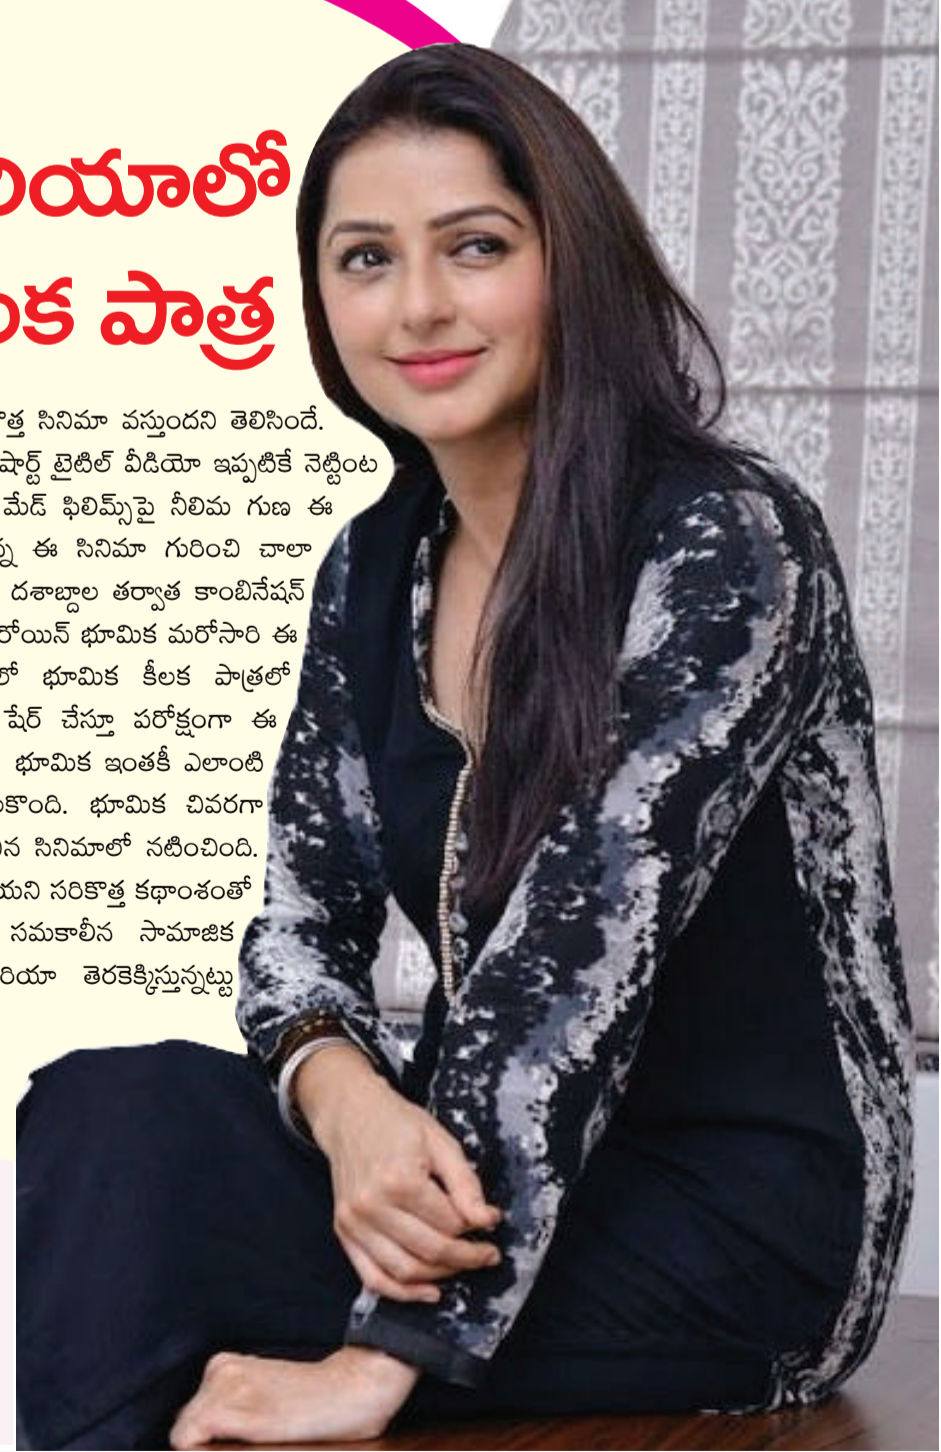 పాత్ర
సినిమా వస్తుందని తెలిసిందే.
షార్ట్ టైటిల్ వీడియో ఇప్పటికే నెట్టింట
మేడ్ ఫిలిమ్స్‌పై నీలిమ గుణ ఈ
ఈ సినిమా గురించి చాలా
దశాబ్దాల తర్వాత కాంబినేషన్
భూమిక మరోసారి ఈ
భూమిక కీలక పాత్రలో
షేర్ చేస్తూ పరోక్షంగా ఈ
భూమిక ఇంతకీ ఎలాంటి
భూమిక చివరగా
సినిమాలో నటించింది.
సరికొత్త కథాంశంతో
సమకాలీన సామాజిక
తెరకెక్కిస్తున్నట్టు